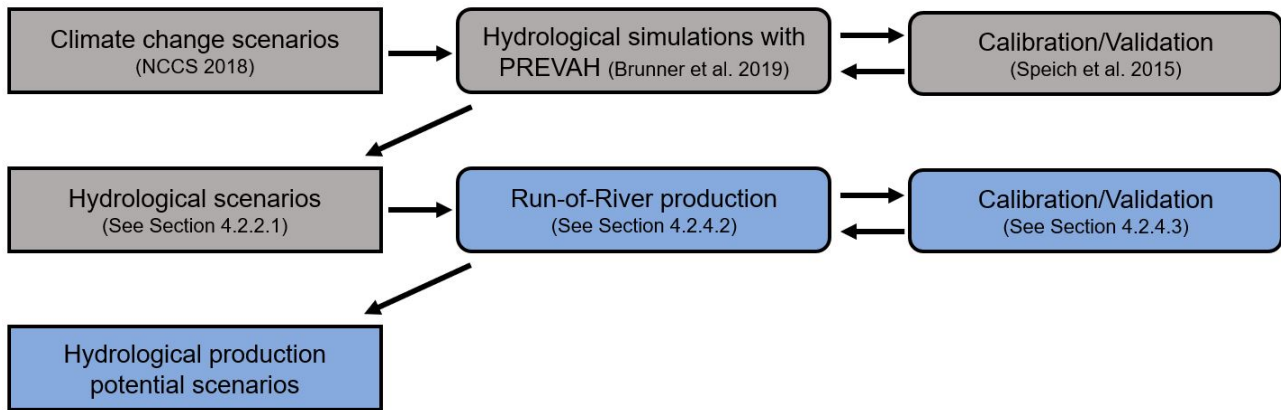 Climate change scenarios
(NCCS 2018)
Hydrological simulations with
PREVAH (Brunner et al. 2019)
Calibration/Validation
(Speich et al. 2015)
Hydrological scenarios
(See Section 4.2.2.1)
Run-of-River production
(See Section 4.2.4.2)
Calibration/Validation
(See Section 4.2.4.3)
Hydrological production
potential scenarios